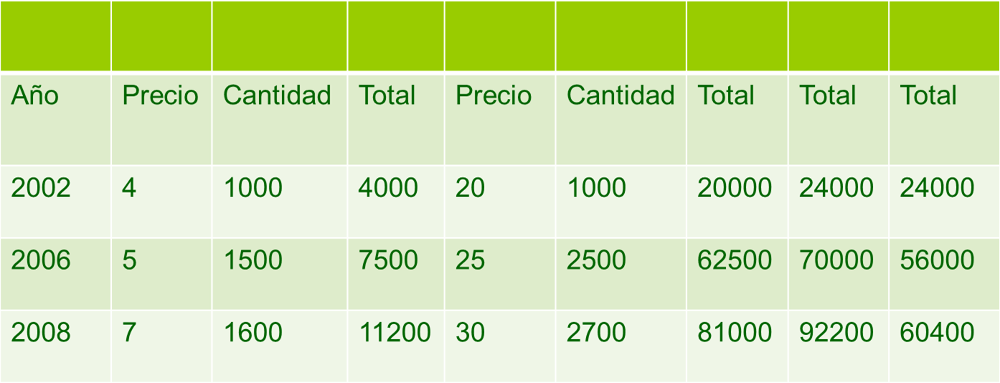 Año Precio Cantidad Total Precio Cantidad Total Total Total
2002 4 1000 4000 20 1000 20000 24000 24000
2006 5 1500 7500 25 2500 62500 70000 56000
2008 7 1600 11200 30 2700 81000 92200 60400